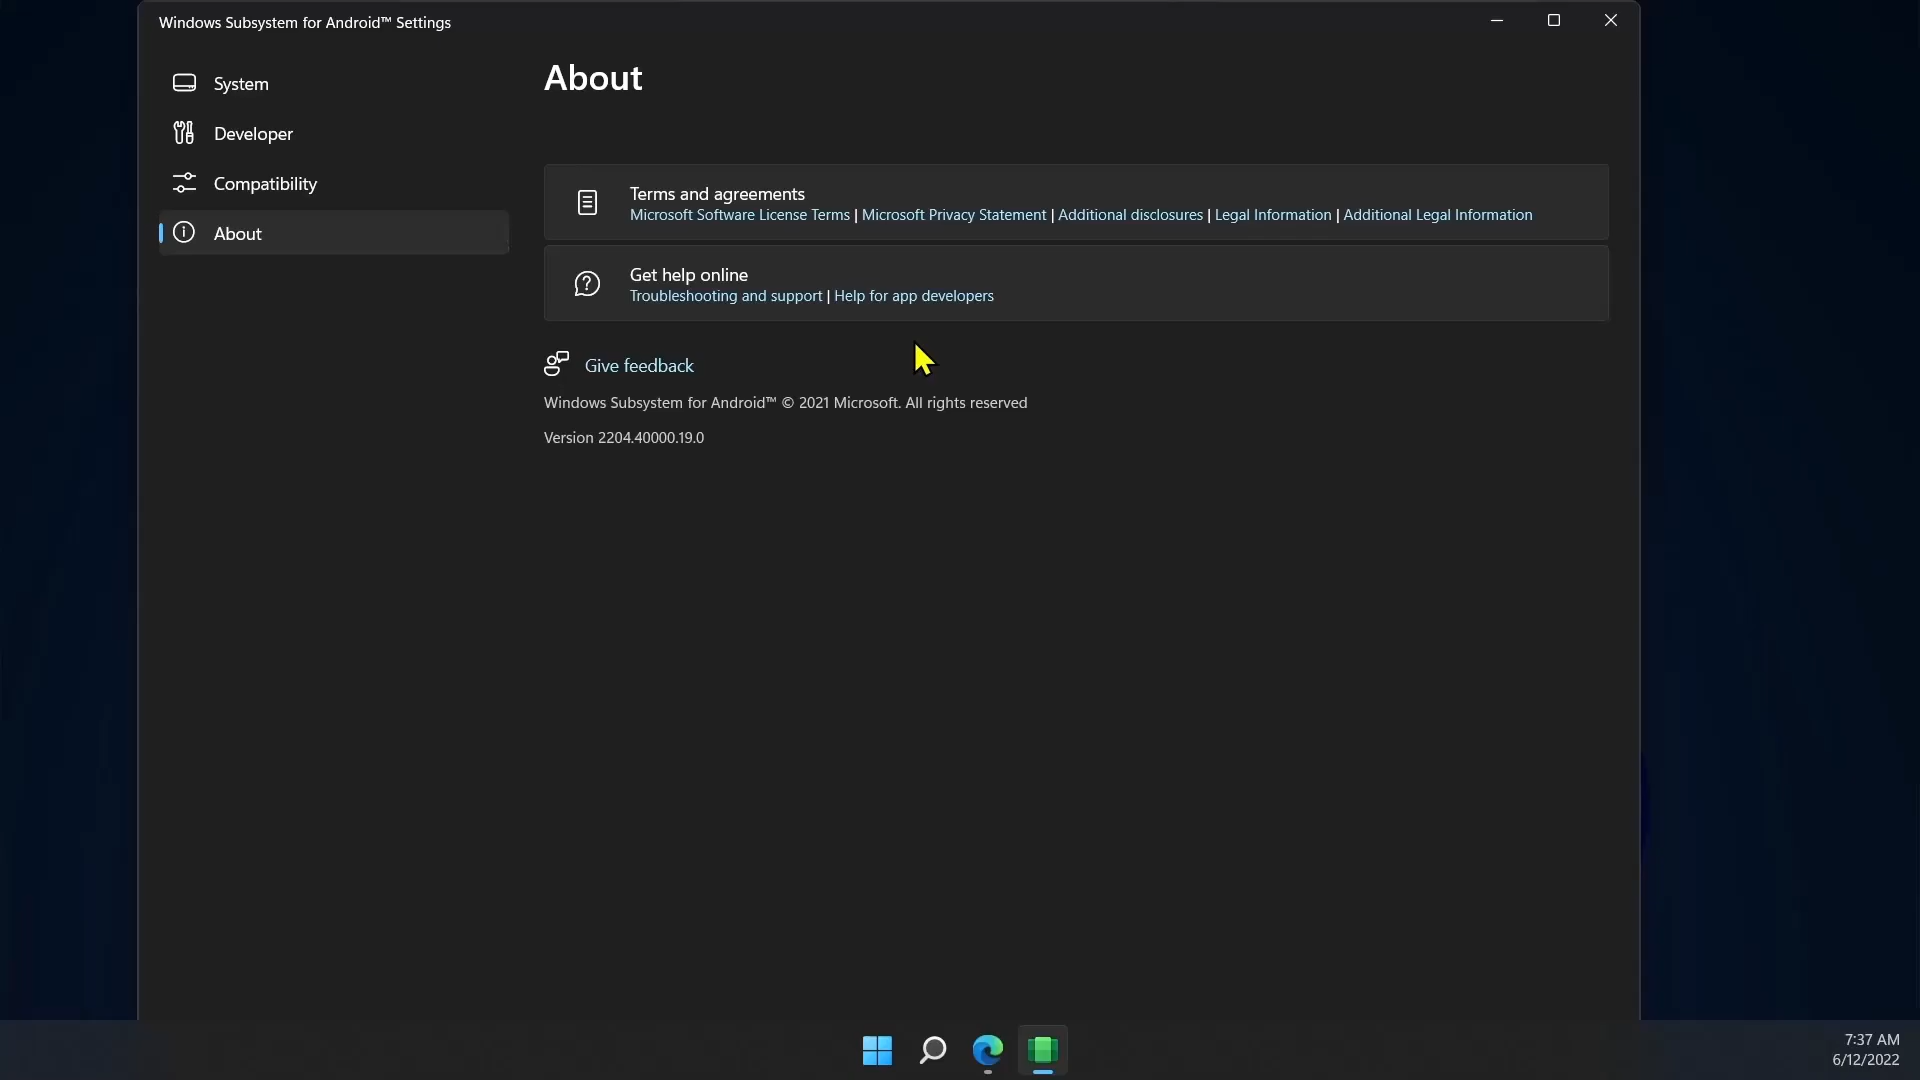 Windows Subsystem for Android™ Settings
System
Developer
Compatibility
About
About
Terms and agreements
Microsoft Software License Terms | Microsoft Privacy Statement | Additional disclosures | Legal Information | Additional Legal Information
Get help online
Troubleshooting and support | Help for app developers
Give feedback
Windows Subsystem for Android™ © 2021 Microsoft. All rights reserved
Version 2204.40000.19.0
7:37 AM
6/12/2022